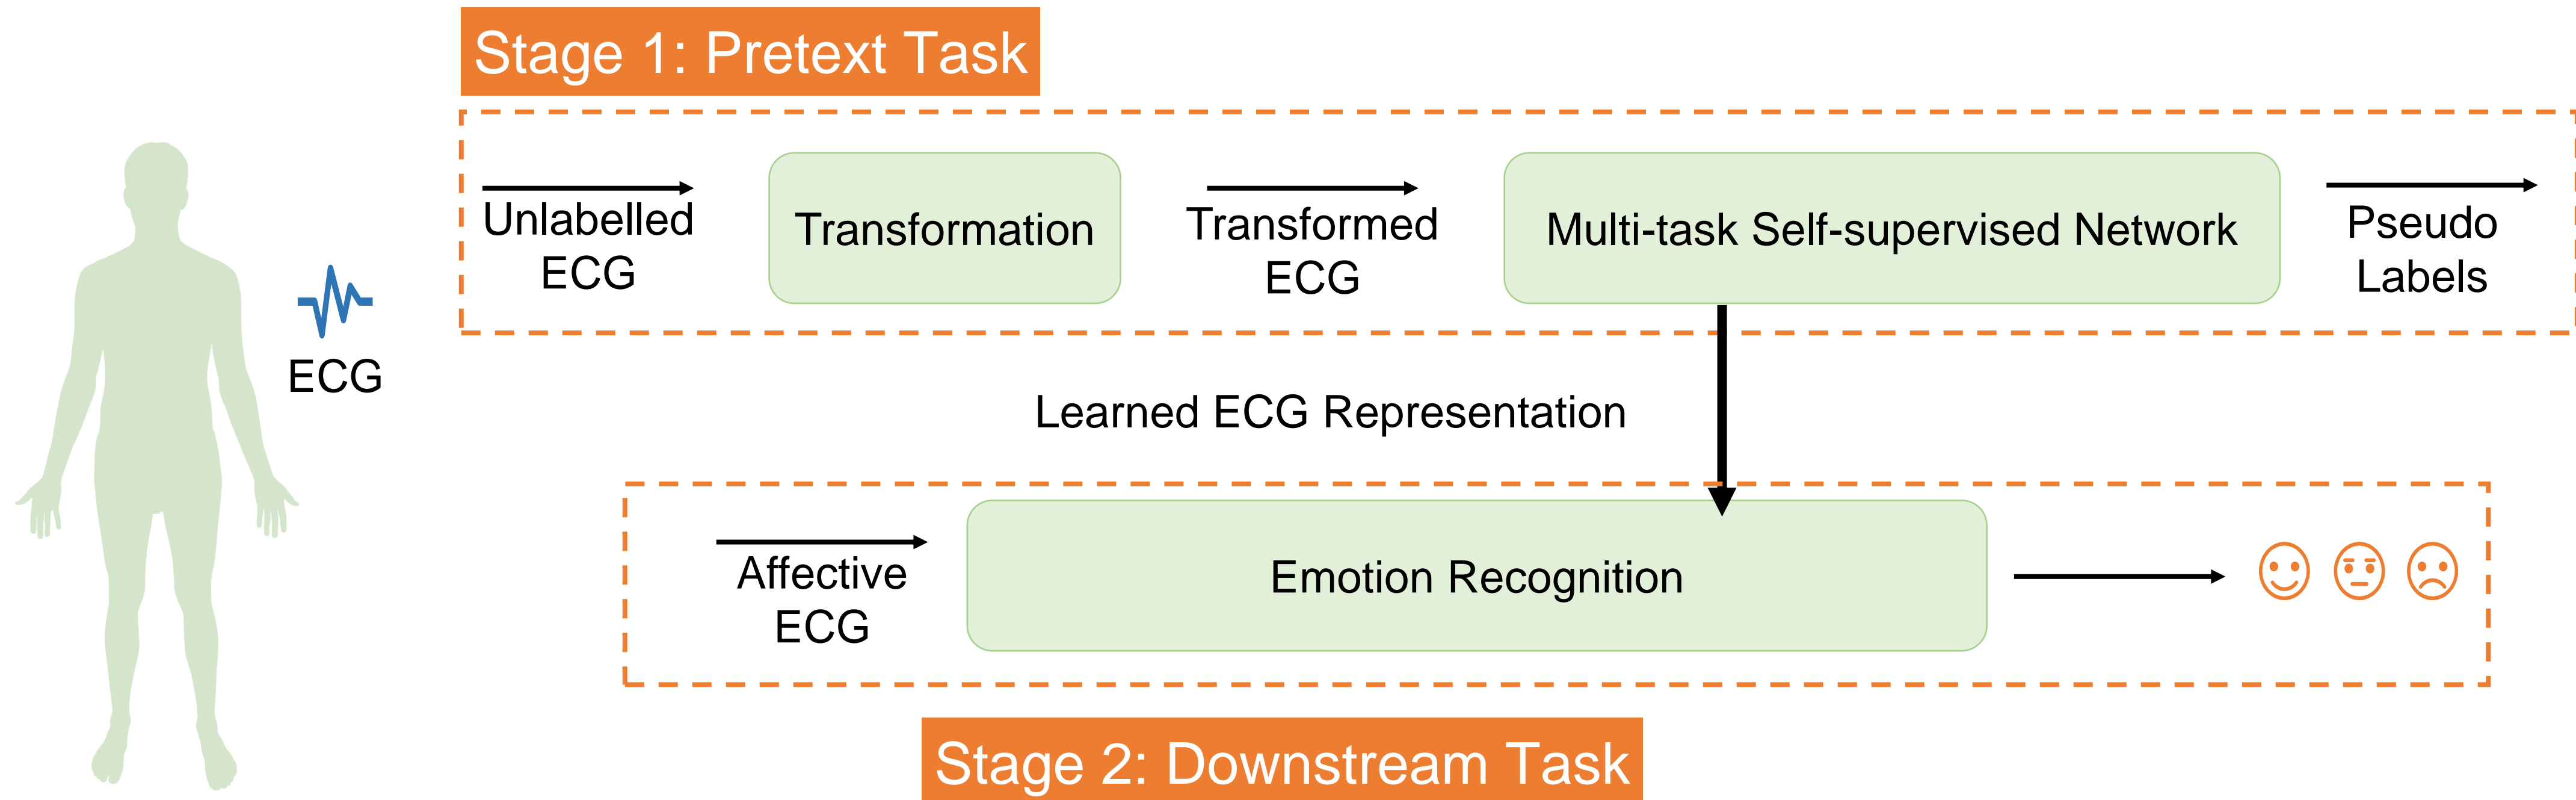 Stage 1: Pretext Task
Unlabelled
ECG
Transformation
Transformed
ECG
Multi-task Self-supervised Network
Pseudo
Labels
ECG
Learned ECG Representation
Affective
ECG
Emotion Recognition
Stage 2: Downstream Task